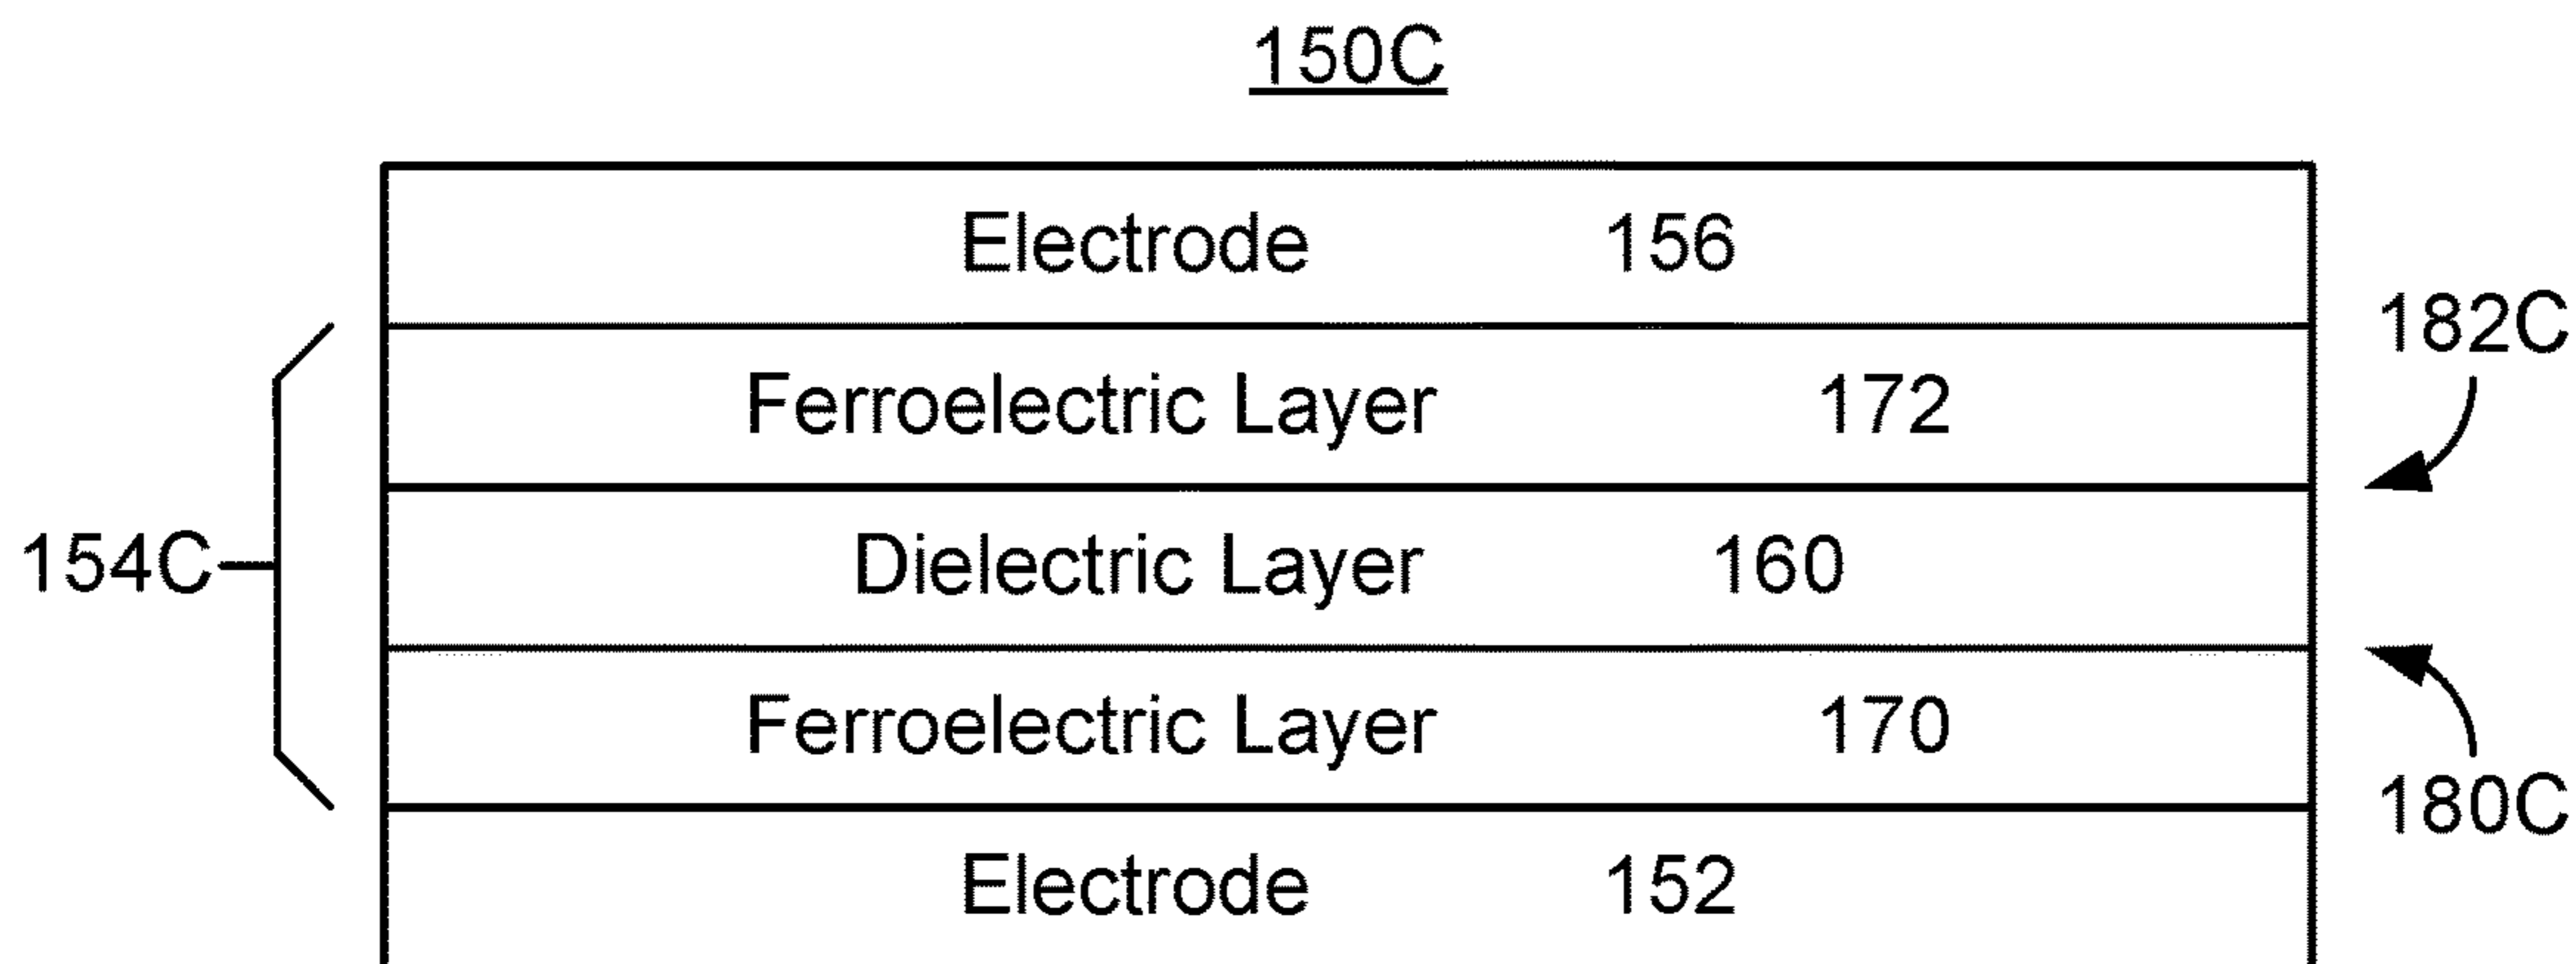 150C
Electrode 156
182C
Ferroelectric Layer 172
154C
Dielectric Layer 160
Ferroelectric Layer 170
180C
Electrode 152